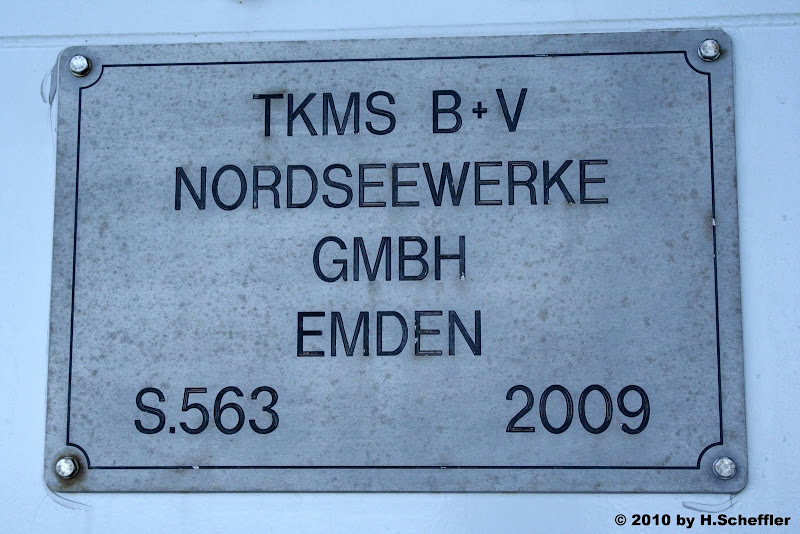 TKMS B+V
NORDSEEWERKE
GMBH
EMDEN
S.563 2009
© 2010 by H.Scheffler